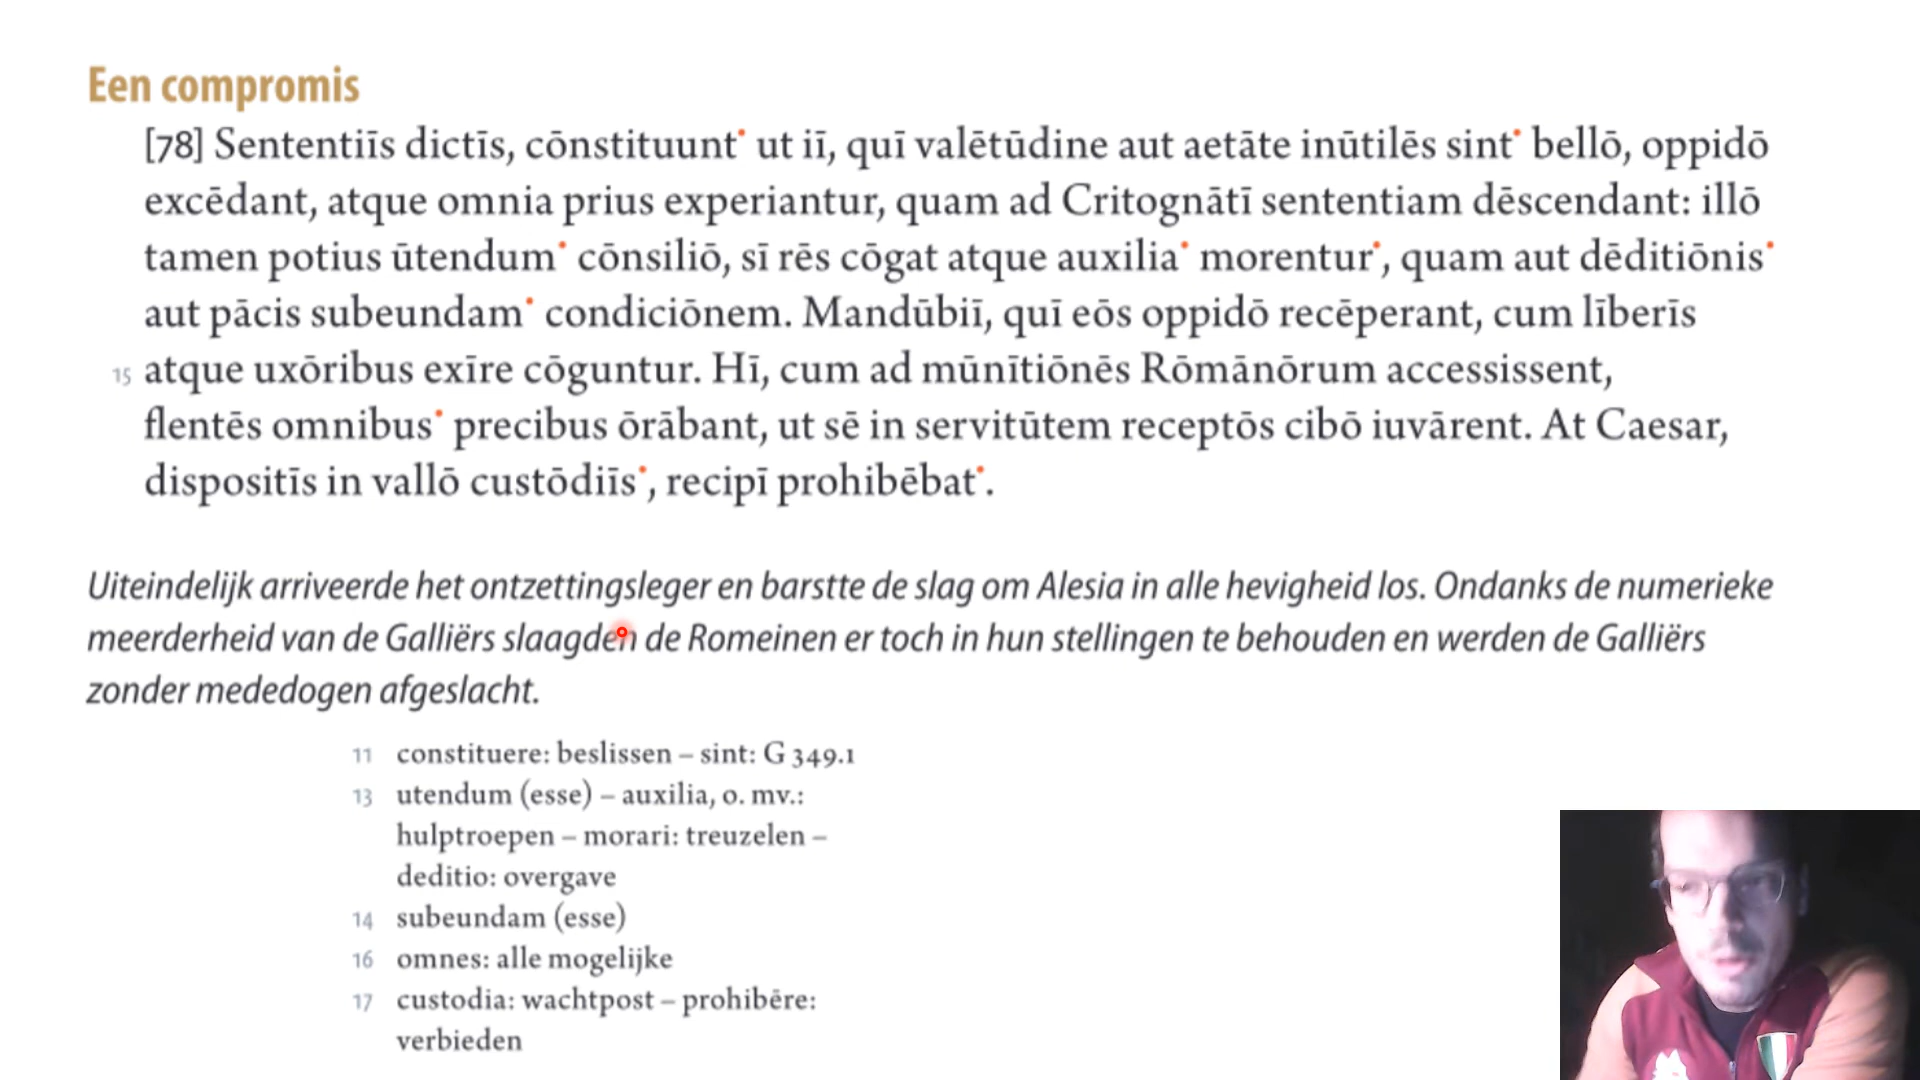 Een compromis
[78] Sententiīs dictīs, cōnstituunt• ut iī, quī valētūdine aut aetāte inūtilēs sint• bellō, oppidō
excēdant, atque omnia prius experiantur, quam ad Critognātī sententiam dēscendant: illō
tamen potius ūtendum• cōnsiliō, sī rēs cōgat atque auxilia• morentur•, quam aut dēditiōnis•
aut pācis subeundam• condiciōnem. Mandūbiī, quī eōs oppidō recēperant, cum līberīs
15 atque uxōribus exīre cōguntur. Hī, cum ad mūnītiōnēs Rōmānōrum accessissent,
flentēs omnibus• precibus ōrābant, ut sē in servitūtem receptōs cibō iuvārent. At Caesar,
dispositīs in vallō custōdiīs•, recipī prohibēbat•.
Uiteindelijk arriveerde het ontzettingsleger en barstte de slag om Alesia in alle hevigheid los. Ondanks de numerieke
meerderheid van de Galliërs slaagden de Romeinen er toch in hun stellingen te behouden en werden de Galliërs
zonder mededogen afgeslacht.
11 constituere: beslissen – sint: G 349.1
13 utendum (esse) – auxilia, o. mv.:
hulptroepen – morari: treuzelen –
deditio: overgave
14 subeundam (esse)
16 omnes: alle mogelijke
17 custodia: wachtpost – prohibēre:
verbieden